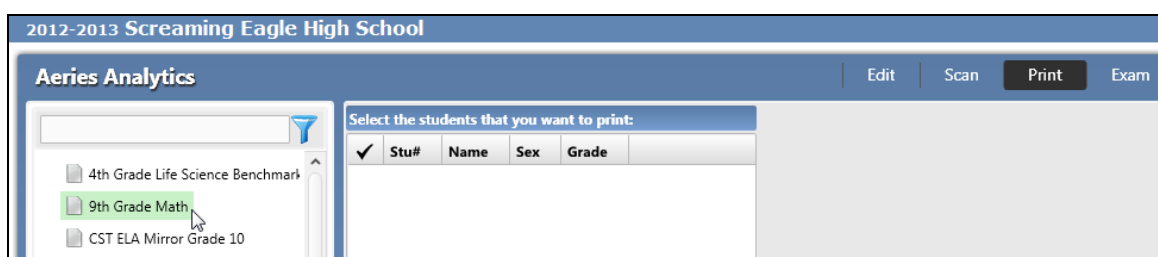 2012-2013 Screaming Eagle High School
Aeries Analytics
Edit Scan Print Exam
Select the students that you want to print:
Stu# Name Sex Grade
4th Grade Life Science Benchmark
9th Grade Math
CST ELA Mirror Grade 10